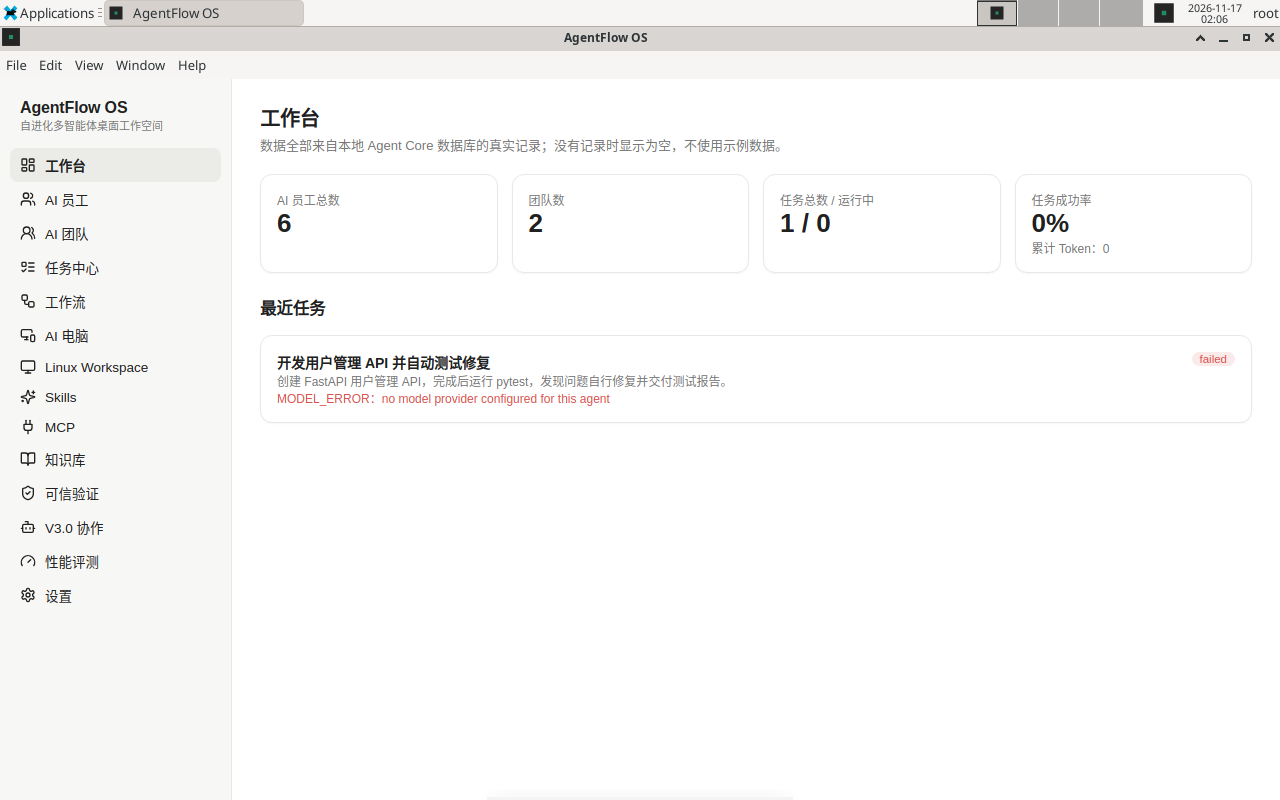 Applications
AgentFlow OS
2026-11-17
02:06
root
AgentFlow OS
File Edit View Window Help
AgentFlow OS
自进化多智能体桌面工作空间
工作台
AI 员工
AI 团队
任务中心
工作流
AI 电脑
Linux Workspace
Skills
MCP
知识库
可信验证
V3.0 协作
性能评测
设置
工作台
数据全部来自本地 Agent Core 数据库的真实记录；没有记录时显示为空，不使用示例数据。
AI 员工总数
6
团队数
2
任务总数 / 运行中
1 / 0
任务成功率
0%
累计 Token：0
最近任务
开发用户管理 API 并自动测试修复
failed
创建 FastAPI 用户管理 API，完成后运行 pytest，发现问题自行修复并交付测试报告。
MODEL_ERROR：no model provider configured for this agent